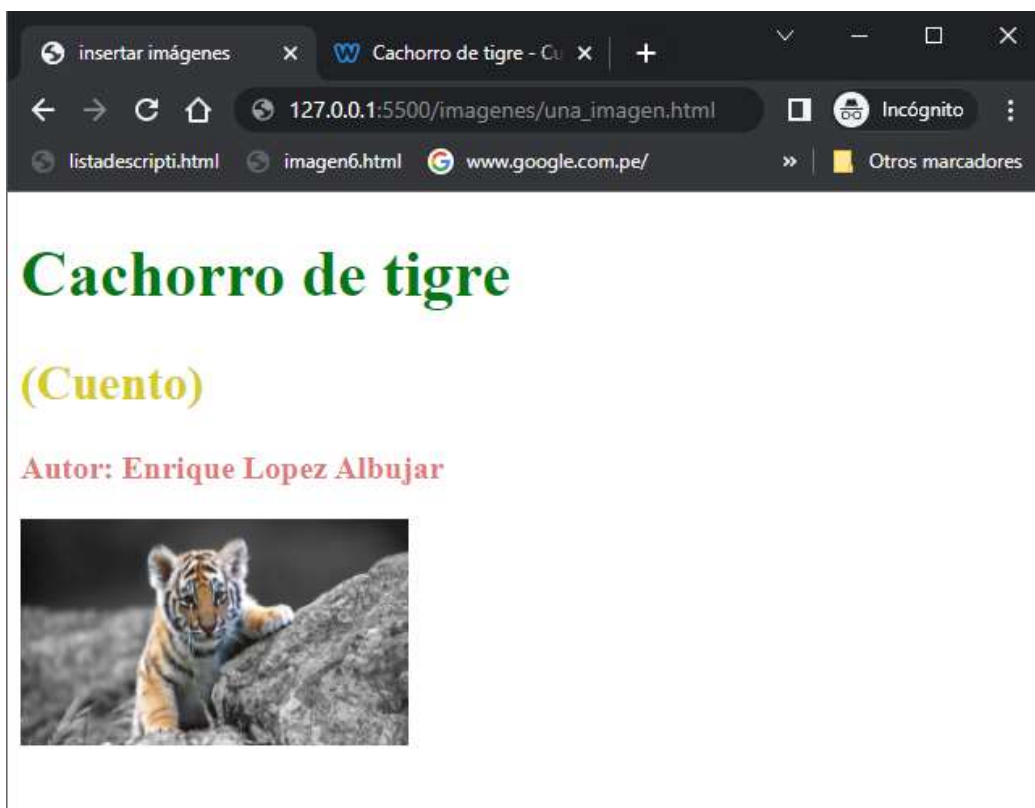 insertar imágenes
Cachorro de tigre - Cu
127.0.0.1:5500/imagenes/una_imagen.html
Incógnito
listadescripti.html
imagen6.html
www.google.com.pe/
Otros marcadores
Cachorro de tigre
(Cuento)
Autor: Enrique Lopez Albujar